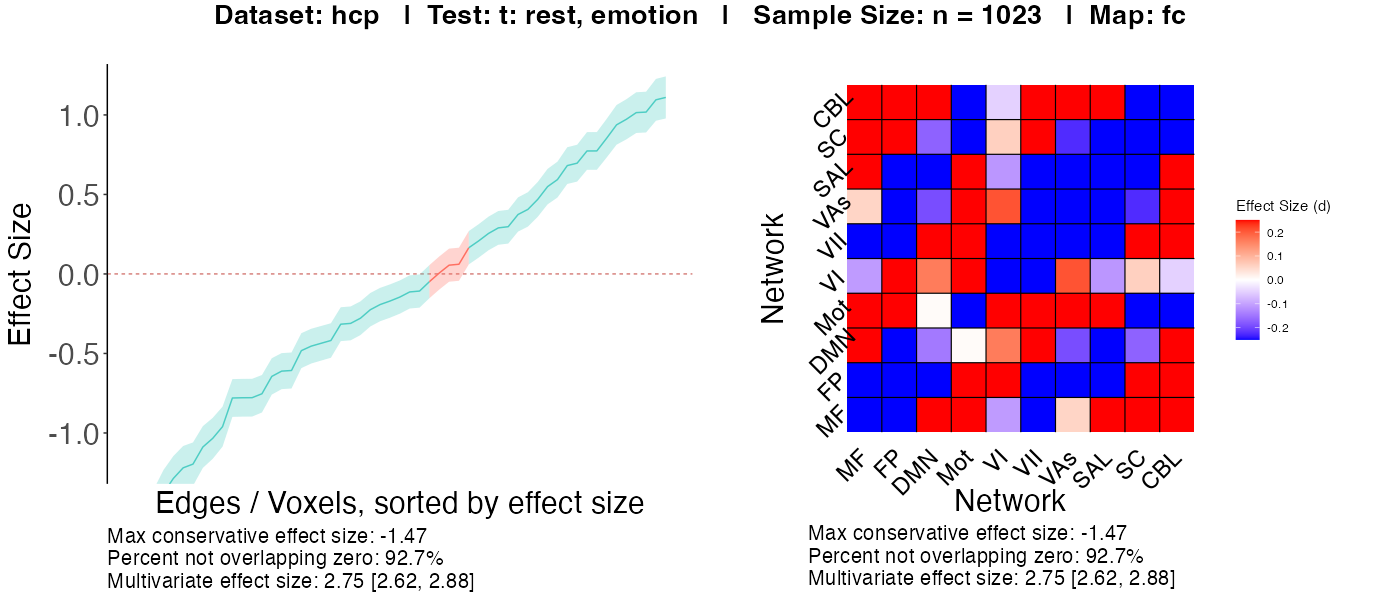 Dataset: hcp | Test: t: rest, emotion | Sample Size: n = 1023 | Map: fc
Effect Size
1.0
0.5
0.0
-0.5
-1.0
Edges / Voxels, sorted by effect size
Max conservative effect size: -1.47
Percent not overlapping zero: 92.7%
Multivariate effect size: 2.75 [2.62, 2.88]
Network
CBL
SC
SAL
VAs
VII
VI
Mot
DMN
FP
MF
MF
FP
DMN
Mot
VI
VII
VAs
SAL
SC
CBL
Network
Max conservative effect size: -1.47
Percent not overlapping zero: 92.7%
Multivariate effect size: 2.75 [2.62, 2.88]
Effect Size (d)
0.2
0.1
0.0
-0.1
-0.2